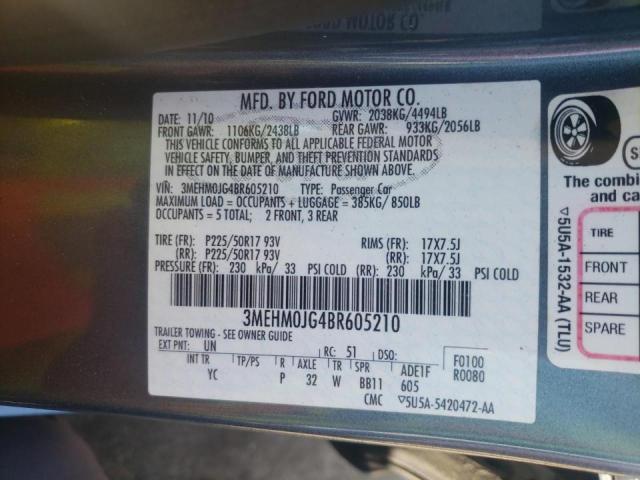 MFD. BY FORD MOTOR CO.
DATE: 11/10 GVWR: 2038KG/4494LB
FRONT GAWR: 1106KG/2438LB REAR GAWR: 933KG/2056LB
THIS VEHICLE CONFORMS TO ALL APPLICABLE FEDERAL MOTOR
VEHICLE SAFETY, BUMPER, AND THEFT PREVENTION STANDARDS
IN EFFECT ON THE DATE OF MANUFACTURE SHOWN ABOVE.
VIN: 3MEHM0JG4BR605210 TYPE: Passenger Car
MAXIMUM LOAD = OCCUPANTS + LUGGAGE = 385KG/ 850LB
OCCUPANTS = 5 TOTAL; 2 FRONT, 3 REAR
TIRE (FR): P225/50R17 93V RIMS (FR): 17X7.5J
(RR): P225/50R17 93V (RR): 17X7.5J
PRESSURE (FR): 230 kPa/ 33 PSI COLD (RR): 230 kPa/ 33 PSI COLD
3MEHM0JG4BR605210
TRAILER TOWING - SEE OWNER GUIDE
EXT PNT: UN RC: 51 DSO: F0100
INT TR TP/PS R AXLE TR SPR ADE1F R0080
YC P 32 W BB11 605
CMC ▽5U5A-5420472-AA
The combi
and ca
TIRE
FRONT
REAR
SPARE
▽5U5A-1532-AA (TLU)